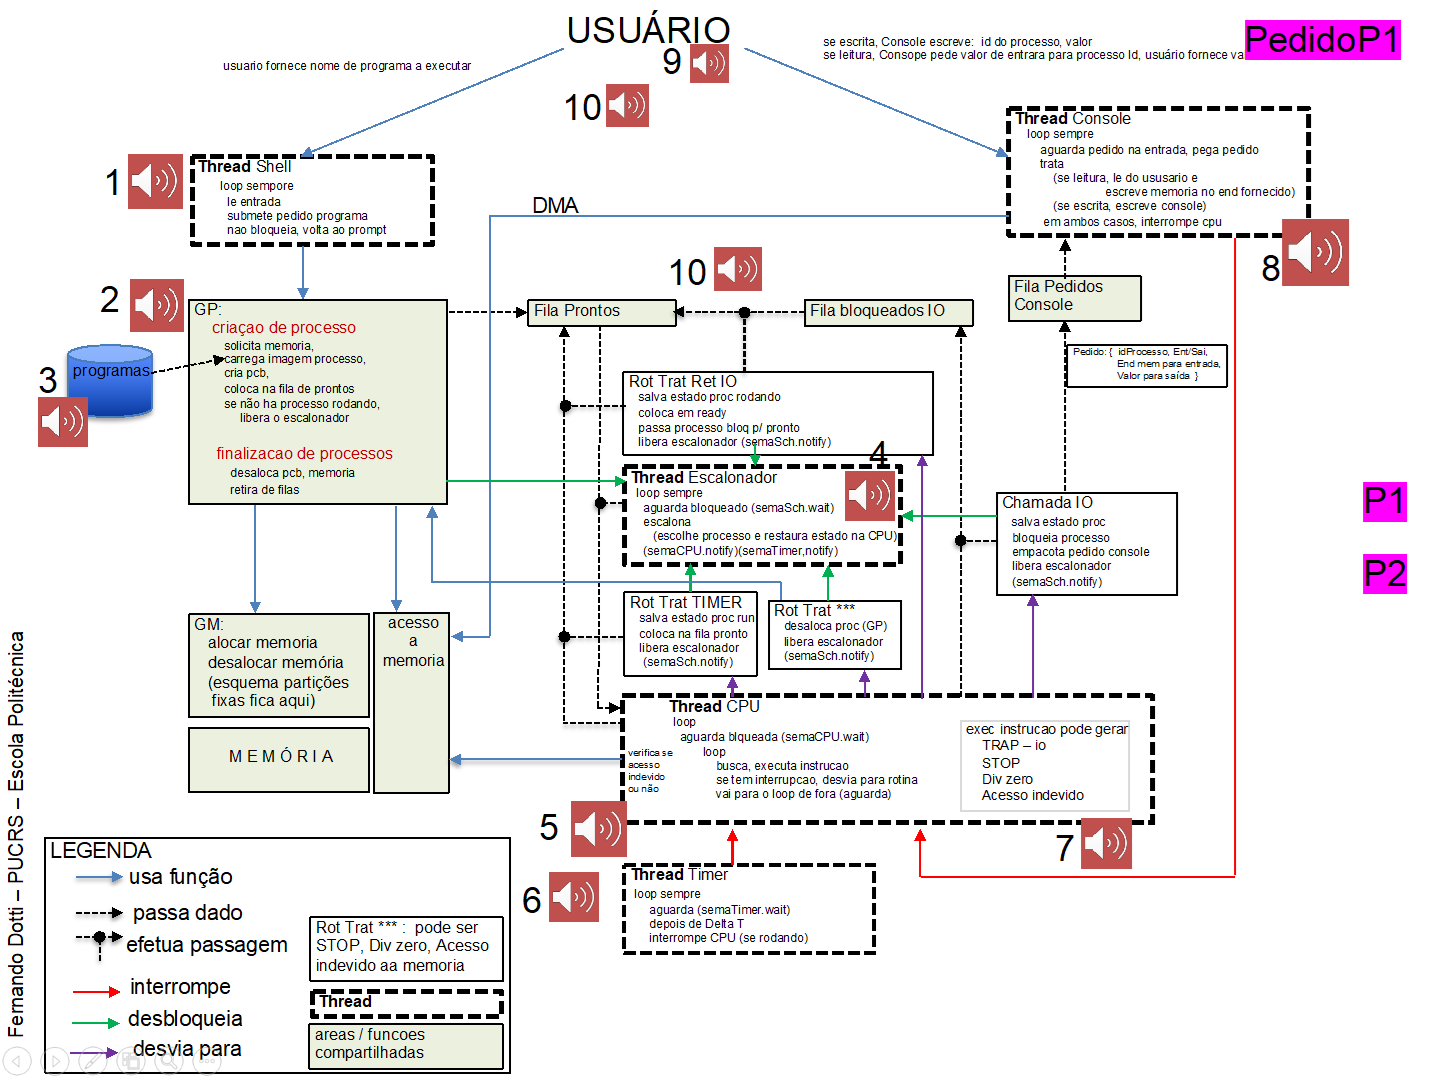 USUÁRIO
PedidoP1
9
10
usuario fornece nome de programa a executar
se escrita, Console escreve:  id do processo, valor
se leitura, Consope pede valor de entrara para processo Id, usuário fornece va
1
Thread Shell
loop sempore
le entrada
submete pedido programa
nao bloqueia, volta ao prompt
Thread Console
loop sempre
aguarda pedido na entrada, pega pedido
trata
(se leitura, le do ususario e
escreve memoria no end fornecido)
(se escrita, escreve console)
em ambos casos, interrompe cpu
DMA
8
10
2
GP:
criaçao de processo
solicita memoria,
carrega imagem processo,
cria pcb,
coloca na fila de prontos
se não ha processo rodando,
libera o escalonador
finalizacao de processos
desaloca pcb, memoria
retira de filas
3
programas
Fila Prontos
Fila bloqueados IO
Fila Pedidos
Console
Pedido: {  idProcesso, Ent/Sai,
End mem para entrada,
Valor para saída  }
Rot Trat Ret IO
salva estado proc rodando
coloca em ready
passa processo bloq p/ pronto
libera escalonador (semaSch.notify)
4
Thread Escalonador
loop sempre
aguarda bloqueado (semaSch.wait)
escalona
(escolhe processo e restaura estado na CPU)
(semaCPU.notify)(semaTimer,notify)
Chamada IO
salva estado proc
bloqueia processo
empacota pedido console
libera escalonador
(semaSch.notify)
P1
P2
Rot Trat TIMER
salva estado proc run
coloca na fila pronto
libera escalonador
(semaSch.notify)
Rot Trat ***
desaloca proc (GP)
libera escalonador
(semaSch.notify)
GM:
alocar memoria
desalocar memória
(esquema partições
fixas fica aqui)
acesso
a
memoria
M E M Ó R I A
Thread CPU
loop
aguarda blqueada (semaCPU.wait)
loop
busca, executa instrucao
se tem interrupcao, desvia para rotina
vai para o loop de fora (aguarda)
verifica se
acesso
indevido
ou não
exec instrucao pode gerar
TRAP – io
STOP
Div zero
Acesso indevido
5
7
6
Thread Timer
loop sempre
aguarda (semaTimer.wait)
depois de Delta T
interrompe CPU (se rodando)
LEGENDA
usa função
passa dado
efetua passagem
interrompe
desbloqueia
desvia para
Rot Trat *** :  pode ser
STOP, Div zero, Acesso
indevido aa memoria
Thread
areas / funcoes
compartilhadas
Fernando Dotti – PUCRS – Escola Politécnica